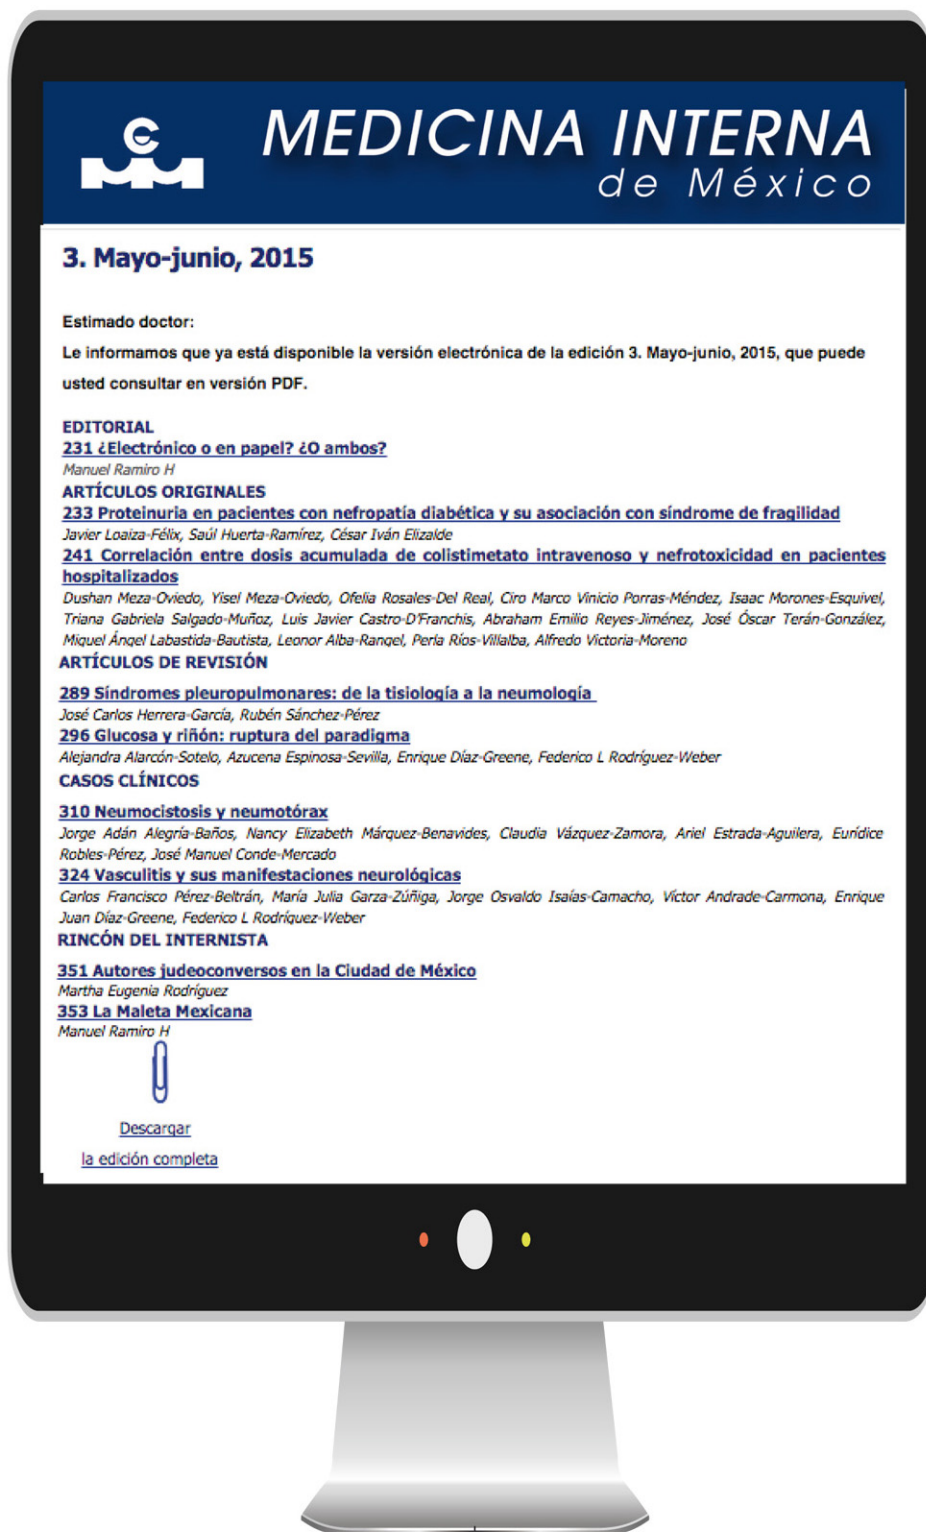 MEDICINA INTERNA
de México
3. Mayo-junio, 2015
Estimado doctor:
Le informamos que ya está disponible la versión electrónica de la edición 3. Mayo-junio, 2015, que puede
usted consultar en versión PDF.
EDITORIAL
231 ¿Electrónico o en papel? ¿O ambos?
Manuel Ramiro H
ARTÍCULOS ORIGINALES
233 Proteinuria en pacientes con nefropatía diabética y su asociación con síndrome de fragilidad
Javier Loaiza-Félix, Saúl Huerta-Ramírez, César Iván Elizalde
241 Correlación entre dosis acumulada de colistimetato intravenoso y nefrotoxicidad en pacientes
hospitalizados
Dushan Meza-Oviedo, Yisel Meza-Oviedo, Ofelia Rosales-Del Real, Ciro Marco Vinicio Porras-Méndez, Isaac Morones-Esquivel,
Triana Gabriela Salgado-Muñoz, Luis Javier Castro-D'Franchis, Abraham Emilio Reyes-Jiménez, José Óscar Terán-González,
Miguel Ángel Labastida-Bautista, Leonor Alba-Rangel, Perla Ríos-Villalba, Alfredo Victoria-Moreno
ARTÍCULOS DE REVISIÓN
289 Síndromes pleuropulmonares: de la tisiología a la neumología
José Carlos Herrera-García, Rubén Sánchez-Pérez
296 Glucosa y riñón: ruptura del paradigma
Alejandra Alarcón-Sotelo, Azucena Espinosa-Sevilla, Enrique Díaz-Greene, Federico L Rodríguez-Weber
CASOS CLÍNICOS
310 Neumocistosis y neumotórax
Jorge Adán Alegría-Baños, Nancy Elizabeth Márquez-Benavides, Claudia Vázquez-Zamora, Ariel Estrada-Aguilera, Eurídice
Robles-Pérez, José Manuel Conde-Mercado
324 Vasculitis y sus manifestaciones neurológicas
Carlos Francisco Pérez-Beltrán, María Julia Garza-Zúñiga, Jorge Osvaldo Isaías-Camacho, Víctor Andrade-Carmona, Enrique
Juan Díaz-Greene, Federico L Rodríguez-Weber
RINCÓN DEL INTERNISTA
351 Autores judeoconversos en la Ciudad de México
Martha Eugenia Rodríguez
353 La Maleta Mexicana
Manuel Ramiro H
Descargar
la edición completa